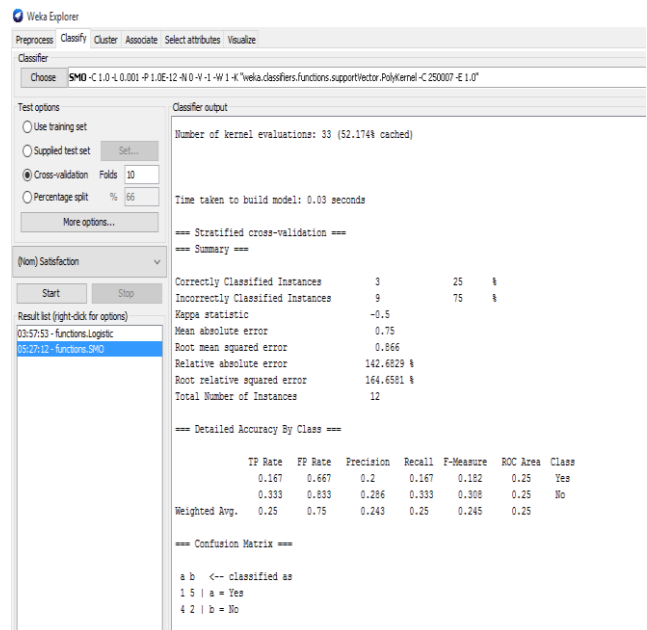 Weka Explorer
Preprocess Classify Cluster Associate Select attributes Visualize
Classifier
Choose SMO -C 1.0 -L 0.001 -P 1.0E-12 -N 0 -V -1 -W 1 -K "weka.classifiers.functions.supportVector.PolyKernel -C 250007 -E 1.0"
Test options
Use training set
Supplied test set Set...
Cross-validation Folds 10
Percentage split % 66
More options...
(Nom) Satisfaction
Start Stop
Result list (right-click for options)
03:57:53 - functions.Logistic
05:27:12 - functions.SMO
Classifier output
Number of kernel evaluations: 33 (52.174% cached)
Time taken to build model: 0.03 seconds
=== Stratified cross-validation ===
=== Summary ===
Correctly Classified Instances 3 25 %
Incorrectly Classified Instances 9 75 %
Kappa statistic -0.5
Mean absolute error 0.75
Root mean squared error 0.866
Relative absolute error 142.6829 %
Root relative squared error 164.6581 %
Total Number of Instances 12
=== Detailed Accuracy By Class ===
TP Rate FP Rate Precision Recall F-Measure ROC Area Class
0.167 0.667 0.2 0.167 0.182 0.25 Yes
0.333 0.833 0.286 0.333 0.308 0.25 No
Weighted Avg. 0.25 0.75 0.243 0.25 0.245 0.25
=== Confusion Matrix ===
a b <-- classified as
1 5 | a = Yes
4 2 | b = No